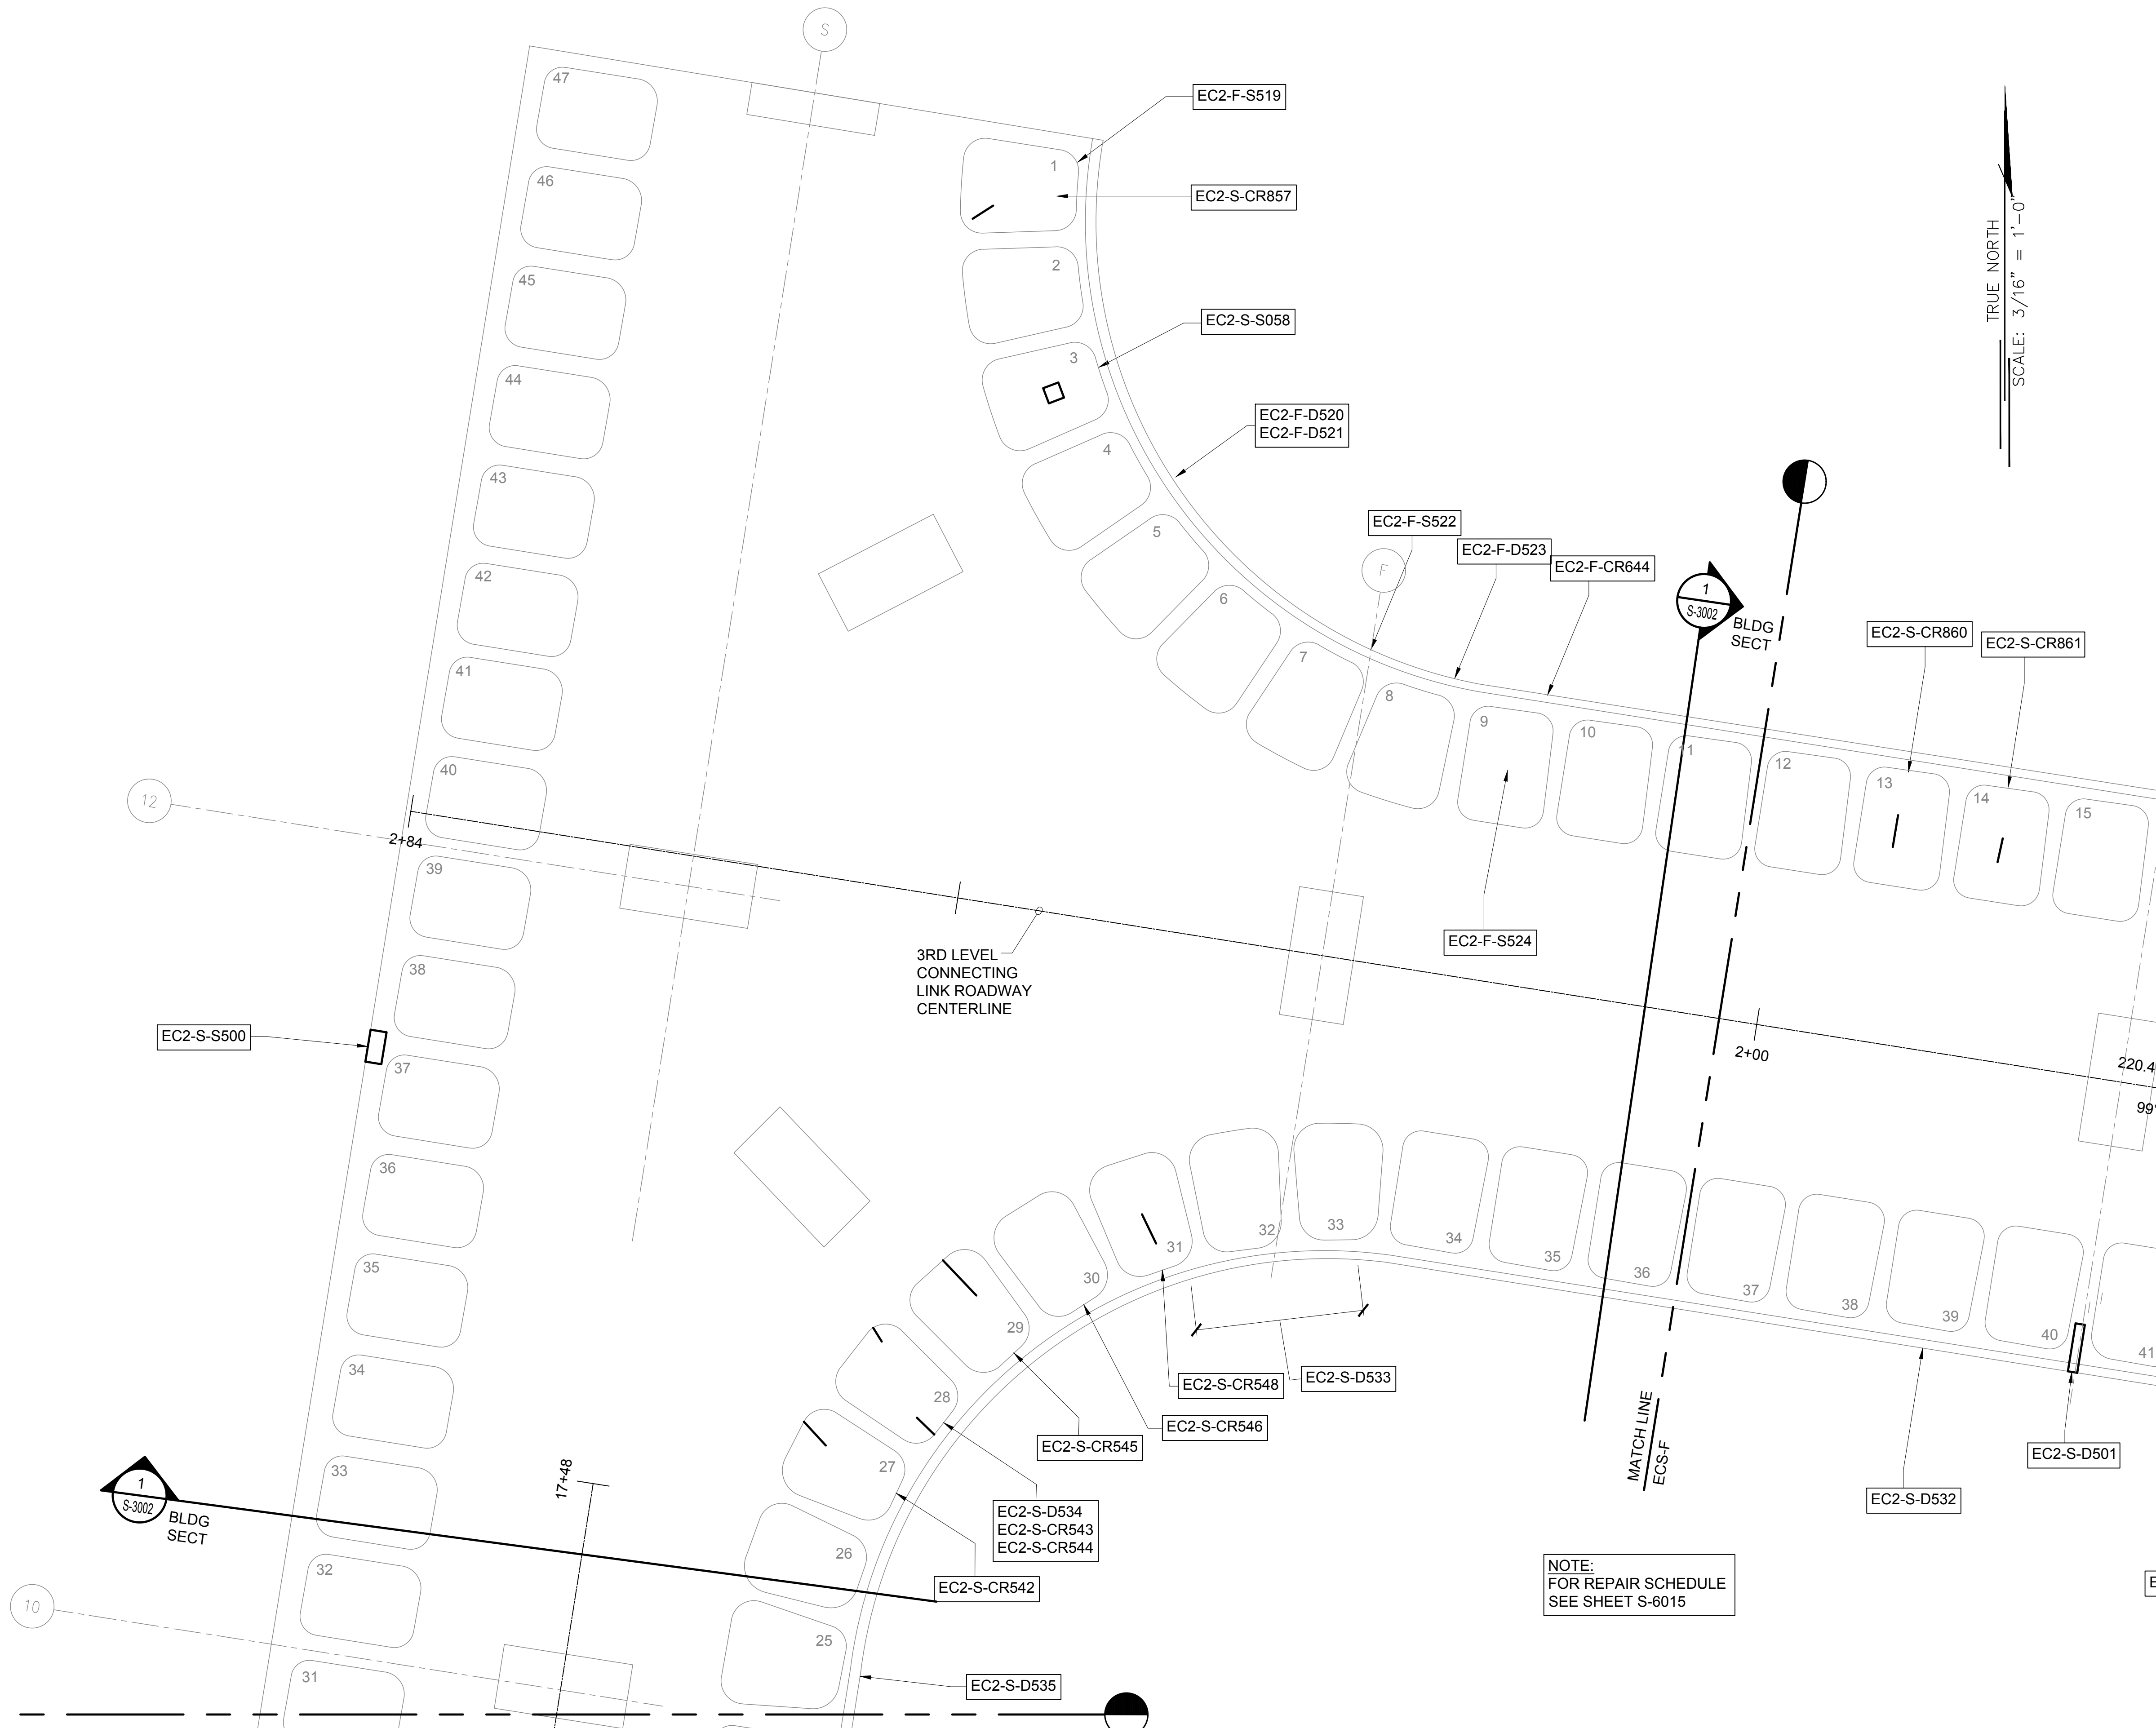 S
47
EC2-F-S519
1
46
EC2-S-CR857
2
45
EC2-S-S058
3
TRUE NORTH
SCALE: 3/16" = 1'-0"
44
EC2-F-D520
EC2-F-D521
4
43
5
EC2-F-S522
EC2-F-D523
EC2-F-CR644
F
42
6
1
S-3002
BLDG
SECT
EC2-S-CR860
EC2-S-CR861
41
7
8
9
10
11
12
13
14
15
40
12
2+84
39
EC2-F-S524
3RD LEVEL
CONNECTING
LINK ROADWAY
CENTERLINE
38
EC2-S-S500
2+00
220.4
99°
37
36
35
34
33
32
31
30
29
28
27
26
25
31
32
33
34
35
36
37
38
39
40
41
EC2-S-CR548
EC2-S-D533
EC2-S-CR546
EC2-S-CR545
MATCH LINE
ECS-F
EC2-S-D501
EC2-S-D532
17+48
1
S-3002
BLDG
SECT
EC2-S-D534
EC2-S-CR543
EC2-S-CR544
EC2-S-CR542
NOTE:
FOR REPAIR SCHEDULE
SEE SHEET S-6015
E
10
EC2-S-D535